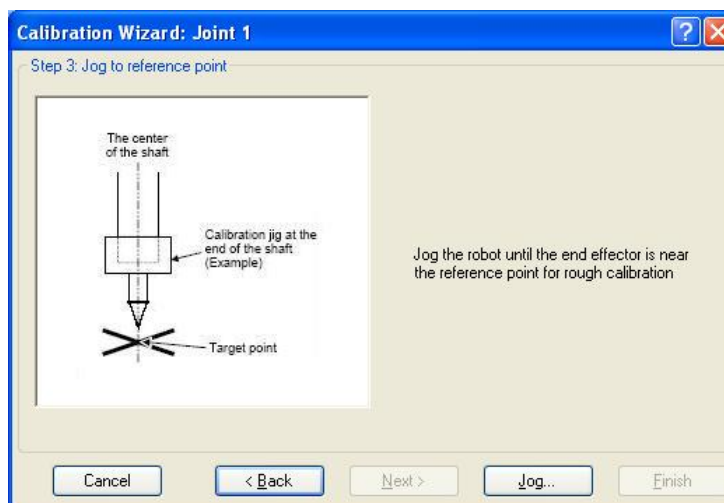 Calibration Wizard: Joint 1
Step 3: Jog to reference point
The center
of the shaft
Calibration jig at the
end of the shaft
(Example)
Target point
Jog the robot until the end effector is near
the reference point for rough calibration
Cancel
< Back
Next >
Jog...
Finish